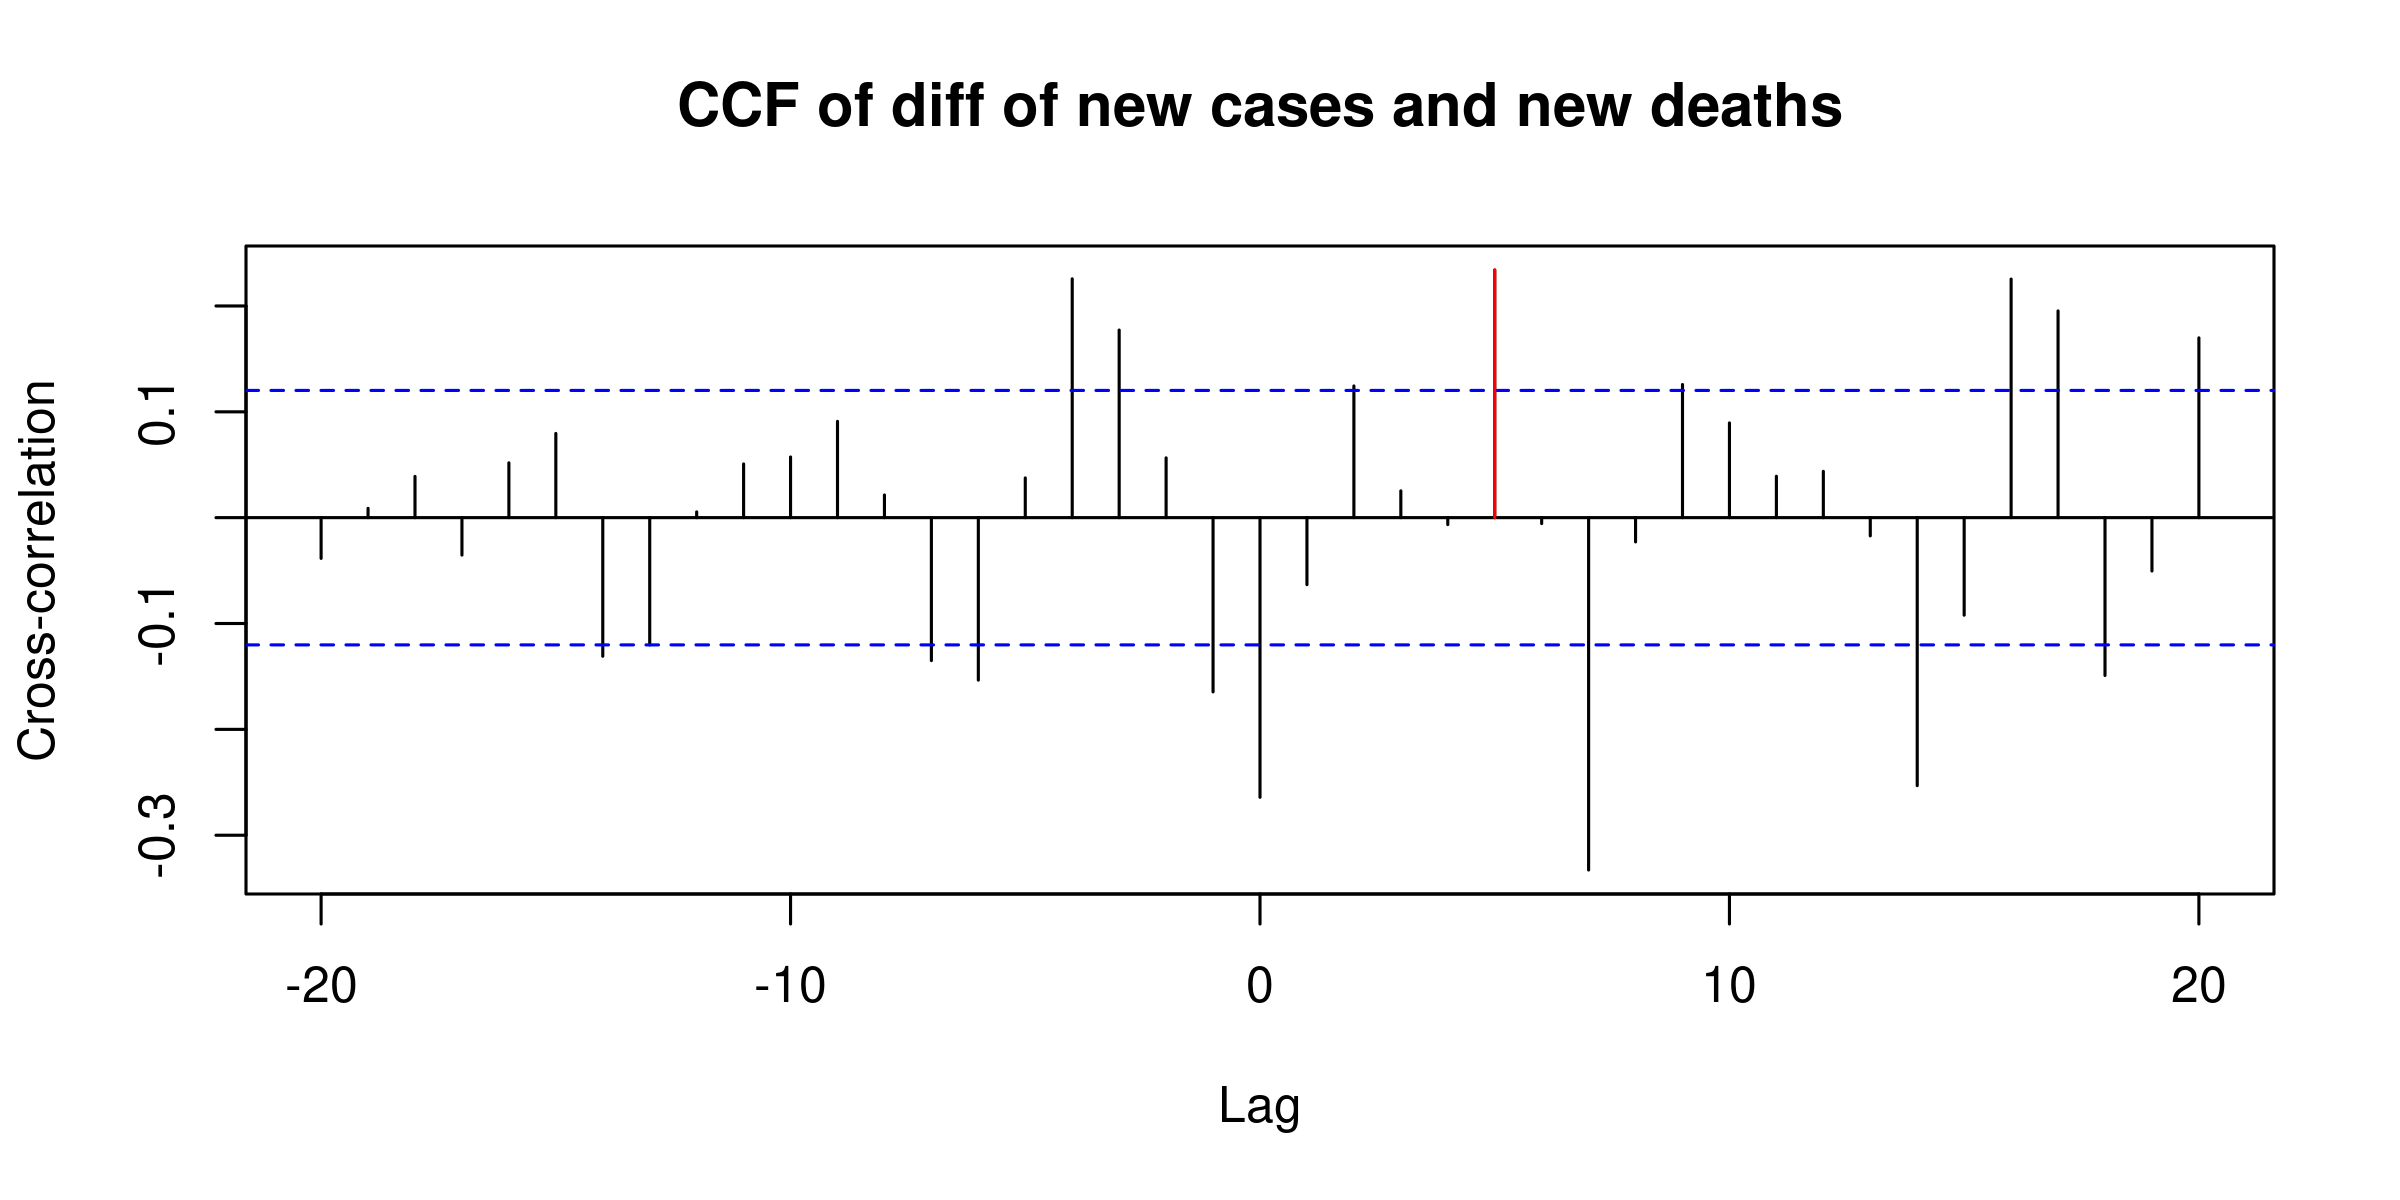 CCF of diff of new cases and new deaths
Cross-correlation
0.1
-0.1
-0.3
-20 -10 0 10 20
Lag